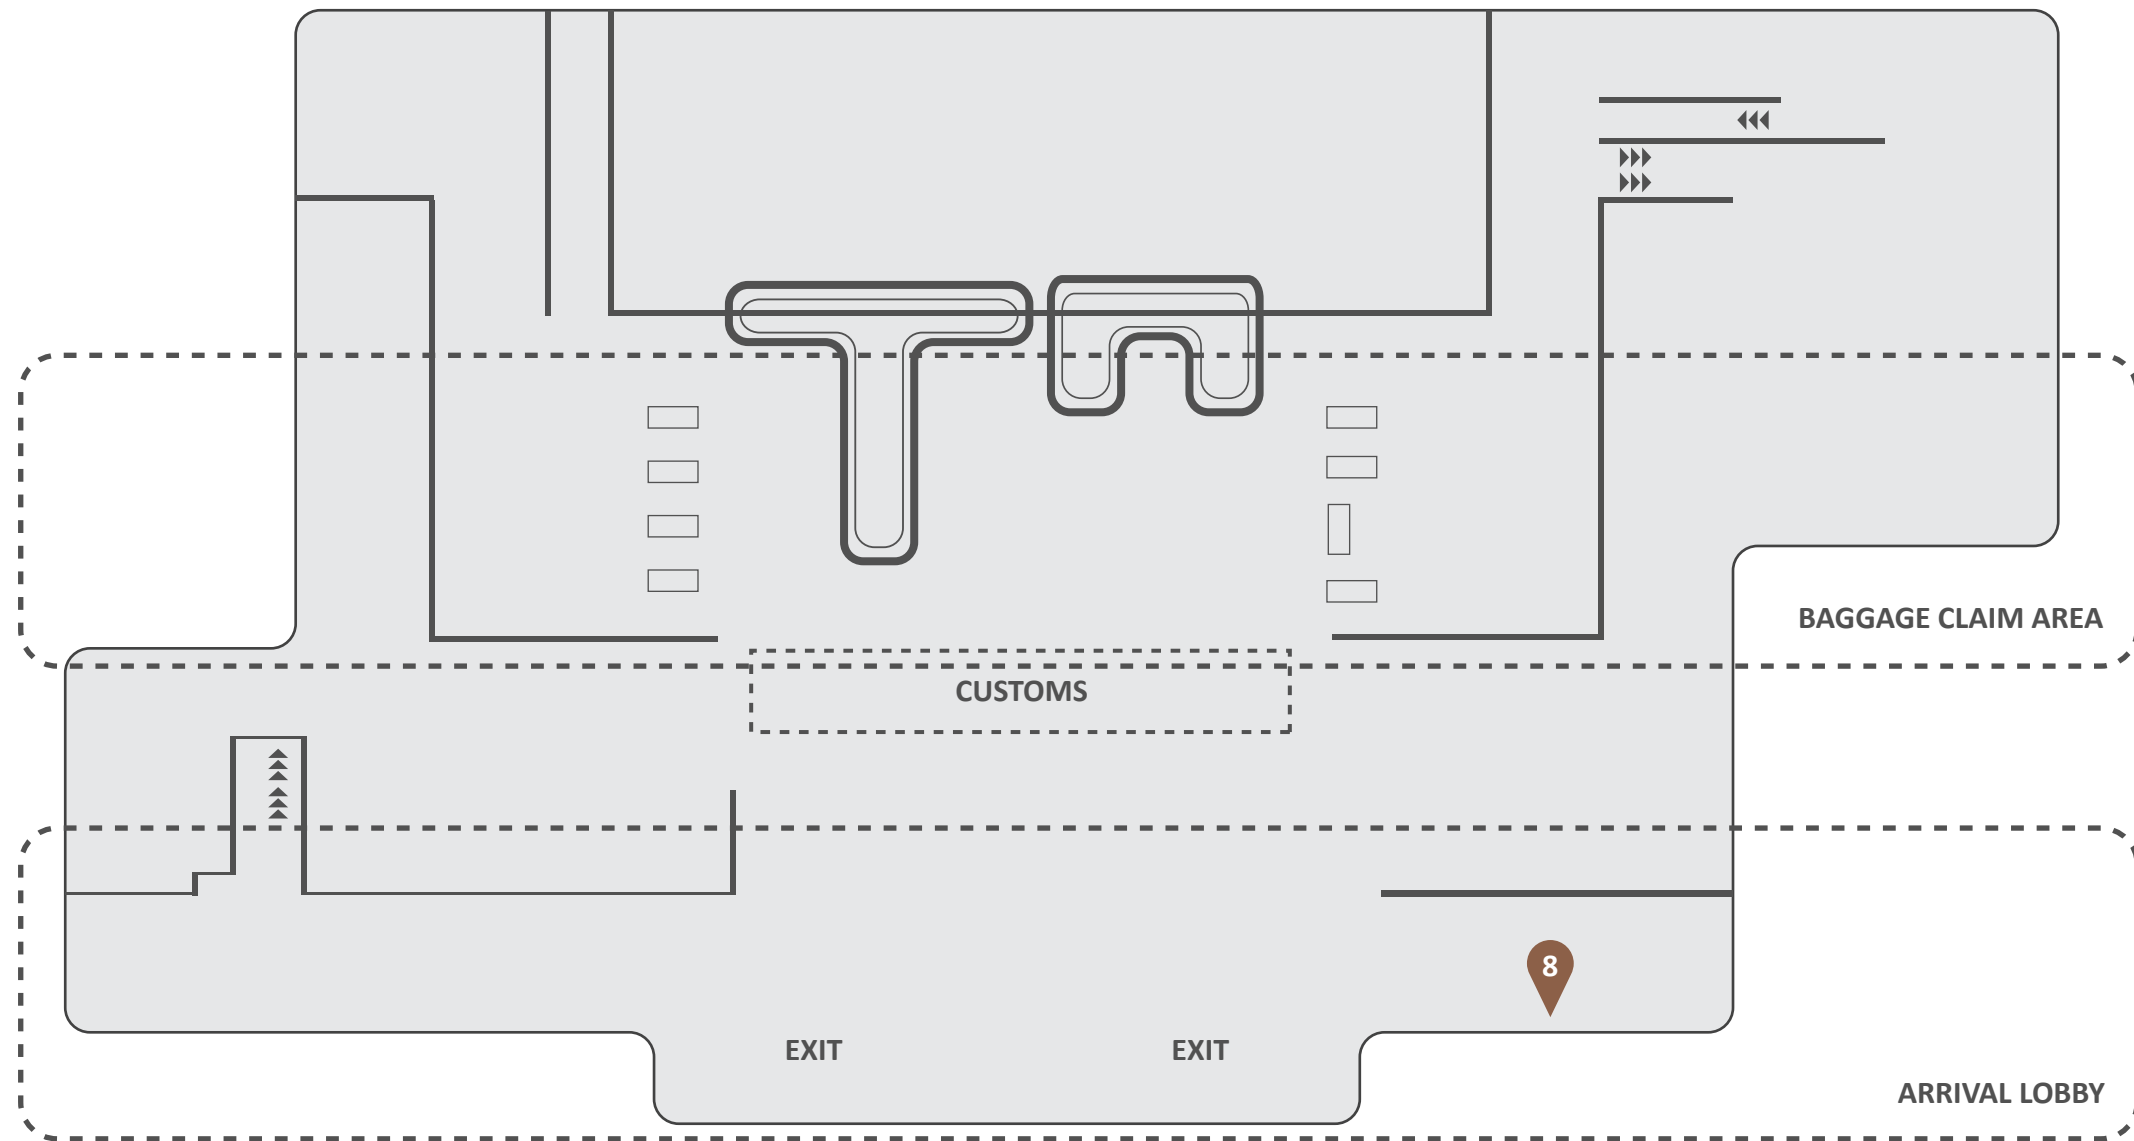 BAGGAGE CLAIM AREA
CUSTOMS
8
EXIT
EXIT
ARRIVAL LOBBY